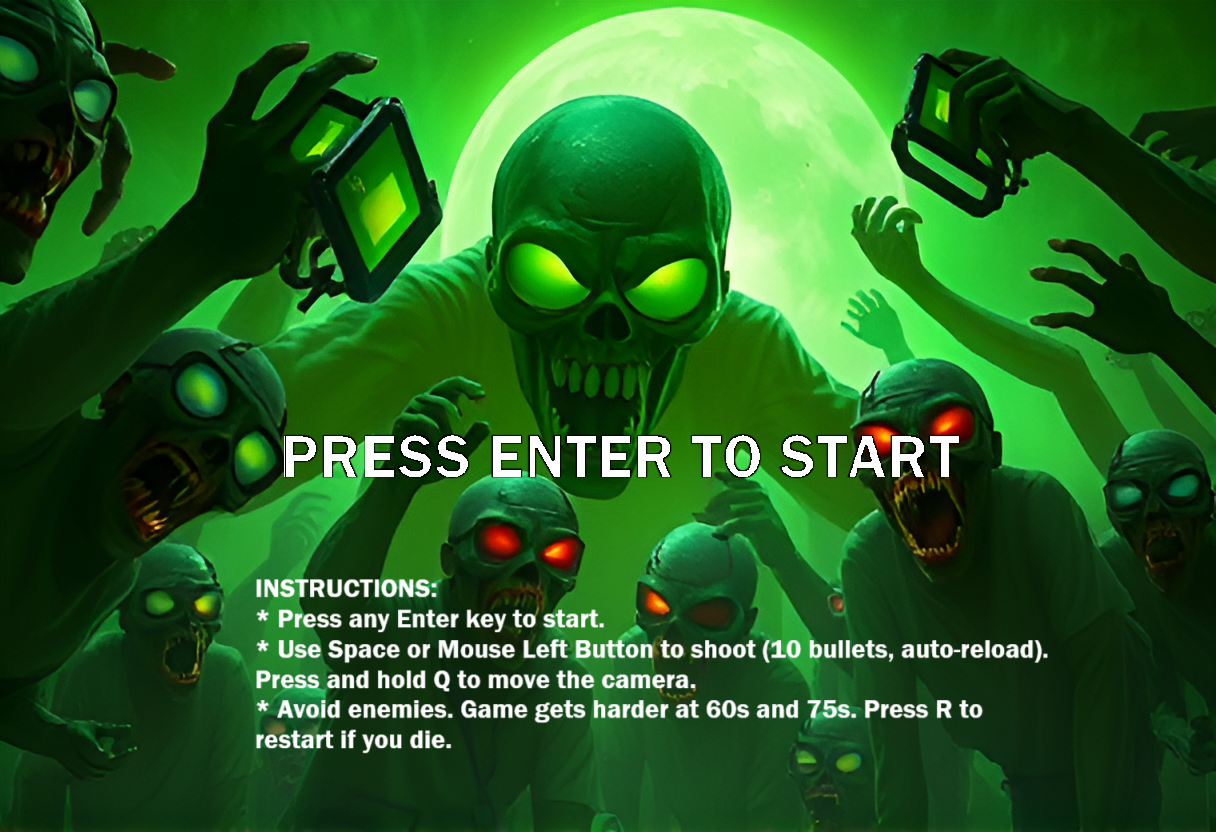 PRESS ENTER TO START
INSTRUCTIONS:
* Press any Enter key to start.
* Use Space or Mouse Left Button to shoot (10 bullets, auto-reload).
Press and hold Q to move the camera.
* Avoid enemies. Game gets harder at 60s and 75s. Press R to
restart if you die.